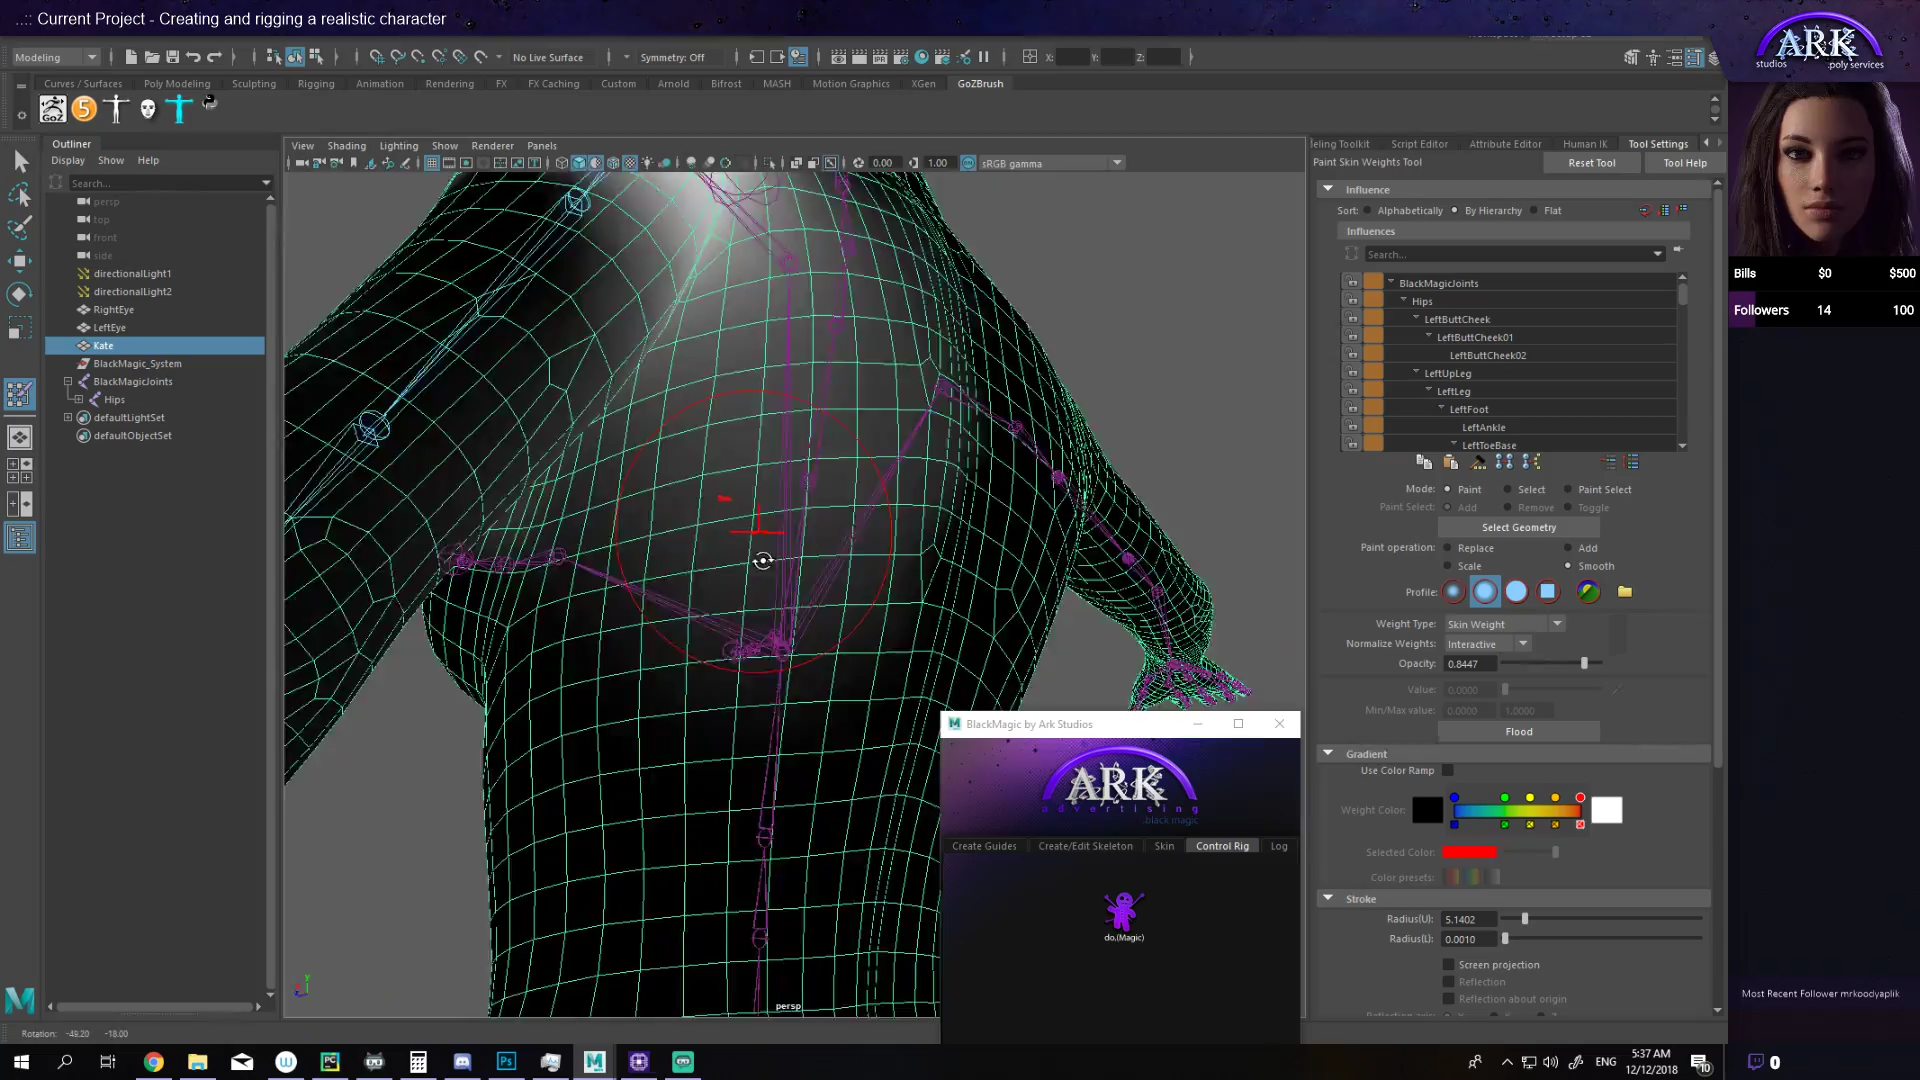 ..:: Current Project - Creating and rigging a realistic character
ARK
studios
.poly services
Modeling
No Live Surface
Symmetry: Off
X:
Y:
Z:
Curves / Surfaces
Poly Modeling
Sculpting
Rigging
Animation
Rendering
FX
FX Caching
Custom
Arnold
Bifrost
MASH
Motion Graphics
XGen
GoZBrush
GoZ
5
Outliner
Display
Show
Help
Search...
persp
top
front
side
directionalLight1
directionalLight2
RightEye
LeftEye
Kate
BlackMagic_System
BlackMagicJoints
Hips
defaultLightSet
defaultObjectSet
View
Shading
Lighting
Show
Renderer
Panels
0.00
1.00
sRGB gamma
persp
eling Toolkit
Script Editor
Attribute Editor
Human IK
Tool Settings
Paint Skin Weights Tool
Reset Tool
Tool Help
Influence
Sort:
Alphabetically
By Hierarchy
Flat
Influences
Search...
BlackMagicJoints
Hips
LeftButtCheek
LeftButtCheek01
LeftButtCheek02
LeftUpLeg
LeftLeg
LeftFoot
LeftAnkle
LeftToeBase
Mode:
Paint
Select
Paint Select
Paint Select:
Add
Remove
Toggle
Select Geometry
Paint operation:
Replace
Add
Scale
Smooth
Profile:
Weight Type:
Skin Weight
Normalize Weights:
Interactive
Opacity:
0.8447
Value:
0.0000
Min/Max value:
0.0000
1.0000
Flood
Gradient
Use Color Ramp
Weight Color:
Selected Color:
Color presets:
Stroke
Radius(U):
5.1402
Radius(L):
0.0010
Screen projection
Reflection
Reflection about origin
BlackMagic by Ark Studios
ARK
advertising
.black magic
Create Guides
Create/Edit Skeleton
Skin
Control Rig
Log
do.(Magic)
Bills
$0
$500
Followers
14
100
Most Recent Follower mrkoodyaplik
Rotation: -49.20 -18.00
ENG
5:37 AM
12/12/2018
10
0